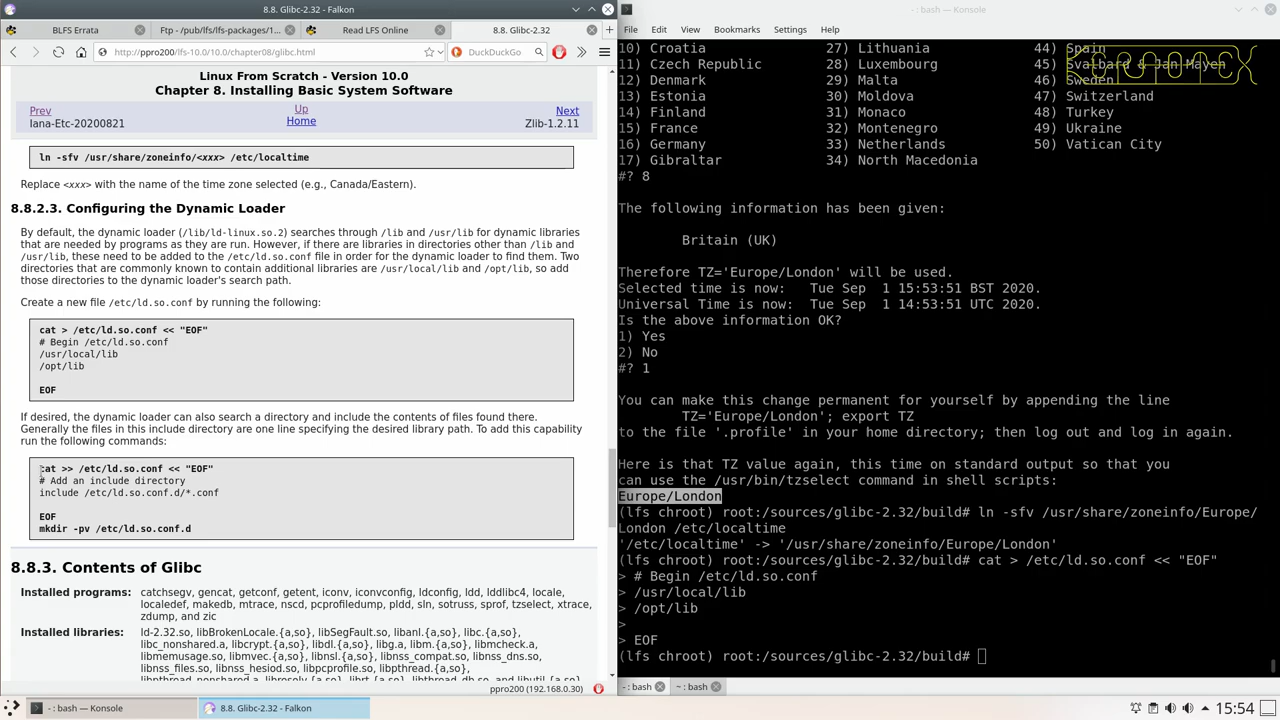 8.8. Glibc-2.32 - Falkon
BLFS Errata
Ftp - /pub/lfs/lfs-packages/1...
Read LFS Online
8.8. Glibc-2.32
http://ppro200/lfs-10.0/10.0/chapter08/glibc.html
DuckDuckGo
Linux From Scratch - Version 10.0
Chapter 8. Installing Basic System Software
Prev
Up
Next
Iana-Etc-20200821
Home
Zlib-1.2.11
ln -sfv /usr/share/zoneinfo/<xxx> /etc/localtime
Replace <xxx> with the name of the time zone selected (e.g., Canada/Eastern).
8.8.2.3. Configuring the Dynamic Loader
By default, the dynamic loader (/lib/ld-linux.so.2) searches through /lib and /usr/lib for dynamic libraries
that are needed by programs as they are run. However, if there are libraries in directories other than /lib and
/usr/lib, these need to be added to the /etc/ld.so.conf file in order for the dynamic loader to find them. Two
directories that are commonly known to contain additional libraries are /usr/local/lib and /opt/lib, so add
those directories to the dynamic loader's search path.
Create a new file /etc/ld.so.conf by running the following:
cat > /etc/ld.so.conf << "EOF"
# Begin /etc/ld.so.conf
/usr/local/lib
/opt/lib
EOF
If desired, the dynamic loader can also search a directory and include the contents of files found there.
Generally the files in this include directory are one line specifying the desired library path. To add this capability
run the following commands:
cat >> /etc/ld.so.conf << "EOF"
# Add an include directory
include /etc/ld.so.conf.d/*.conf
EOF
mkdir -pv /etc/ld.so.conf.d
8.8.3. Contents of Glibc
Installed programs:
catchsegv, gencat, getconf, getent, iconv, iconvconfig, ldconfig, ldd, lddlibc4, locale,
localedef, makedb, mtrace, nscd, pcprofiledump, pldd, sln, sotruss, sprof, tzselect, xtrace,
zdump, and zic
Installed libraries:
ld-2.32.so, libBrokenLocale.{a,so}, libSegFault.so, libanl.{a,so}, libc.{a,so},
libc_nonshared.a, libcrypt.{a,so}, libdl.{a,so}, libg.a, libm.{a,so}, libmcheck.a,
libmemusage.so, libmvec.{a,so}, libnsl.{a,so}, libnss_compat.so, libnss_dns.so,
libnss_files.so, libnss_hesiod.so, libpcprofile.so, libpthread.{a,so},
libpthread_nonshared.a, libresolv.{a,so}, librt.{a,so}, libthread_db.so, and libutil.{a,so}
ppro200 (192.168.0.30)
- : bash — Konsole
File Edit View Bookmarks Settings Help
10) Croatia 27) Lithuania 44) Spain
11) Czech Republic 28) Luxembourg 45) Svalbard & Jan Mayen
12) Denmark 29) Malta 46) Sweden
13) Estonia 30) Moldova 47) Switzerland
14) Finland 31) Monaco 48) Turkey
15) France 32) Montenegro 49) Ukraine
16) Germany 33) Netherlands 50) Vatican City
17) Gibraltar 34) North Macedonia
#? 8
The following information has been given:
Britain (UK)
Therefore TZ='Europe/London' will be used.
Selected time is now: Tue Sep 1 15:53:51 BST 2020.
Universal Time is now: Tue Sep 1 14:53:51 UTC 2020.
Is the above information OK?
1) Yes
2) No
#? 1
You can make this change permanent for yourself by appending the line
TZ='Europe/London'; export TZ
to the file '.profile' in your home directory; then log out and log in again.
Here is that TZ value again, this time on standard output so that you
can use the /usr/bin/tzselect command in shell scripts:
Europe/London
(lfs chroot) root:/sources/glibc-2.32/build# ln -sfv /usr/share/zoneinfo/Europe/
London /etc/localtime
'/etc/localtime' -> '/usr/share/zoneinfo/Europe/London'
(lfs chroot) root:/sources/glibc-2.32/build# cat > /etc/ld.so.conf << "EOF"
> # Begin /etc/ld.so.conf
> /usr/local/lib
> /opt/lib
>
> EOF
(lfs chroot) root:/sources/glibc-2.32/build#
- : bash
~ : bash
- : bash — Konsole
8.8. Glibc-2.32 - Falkon
15:54